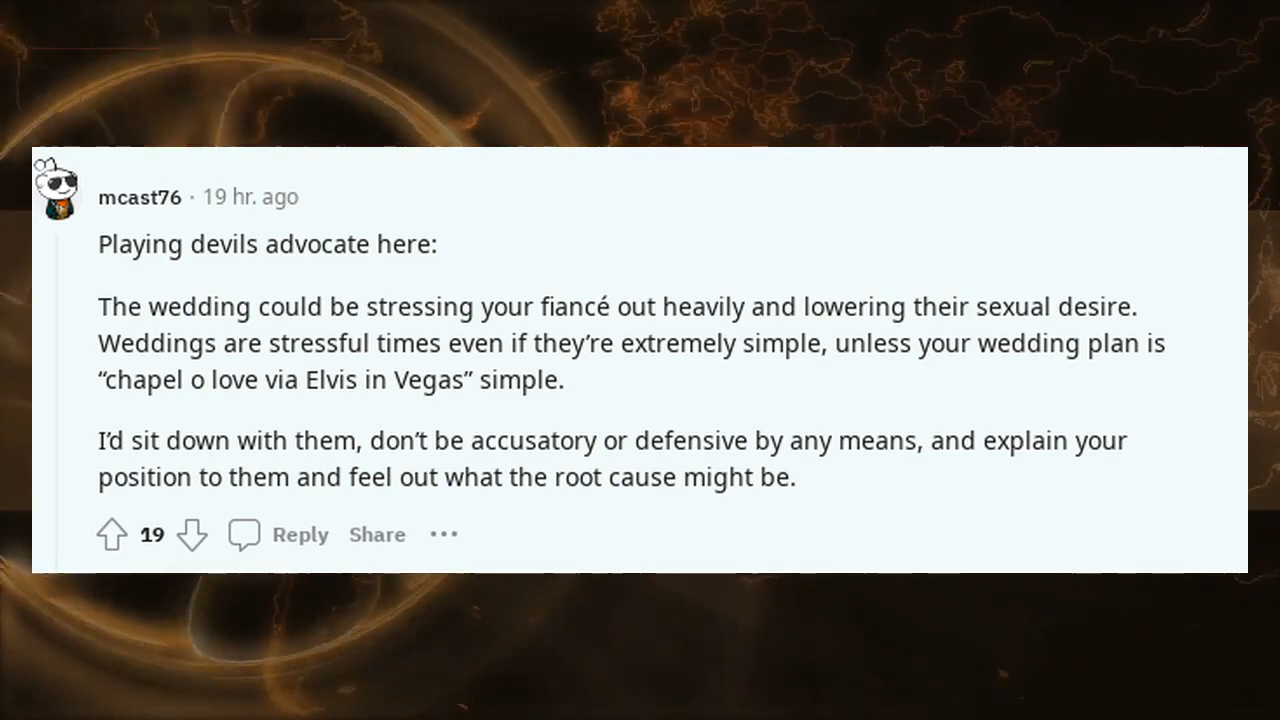 mcast76 · 19 hr. ago
Playing devils advocate here:
The wedding could be stressing your fiancé out heavily and lowering their sexual desire.
Weddings are stressful times even if they’re extremely simple, unless your wedding plan is
“chapel o love via Elvis in Vegas” simple.
I’d sit down with them, don’t be accusatory or defensive by any means, and explain your
position to them and feel out what the root cause might be.
19 Reply Share ···